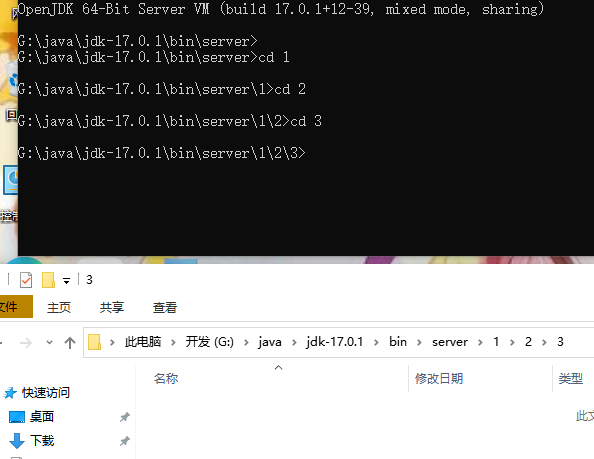 OpenJDK 64-Bit Server VM (build 17.0.1+12-39, mixed mode, sharing)
G:\java\jdk-17.0.1\bin\server>
G:\java\jdk-17.0.1\bin\server>cd 1
G:\java\jdk-17.0.1\bin\server\1>cd 2
G:\java\jdk-17.0.1\bin\server\1\2>cd 3
G:\java\jdk-17.0.1\bin\server\1\2\3>
3
文件 主页 共享 查看
此电脑 开发 (G:) java jdk-17.0.1 bin server 1 2 3
名称 修改日期 类型
快速访问
桌面 此文
下载